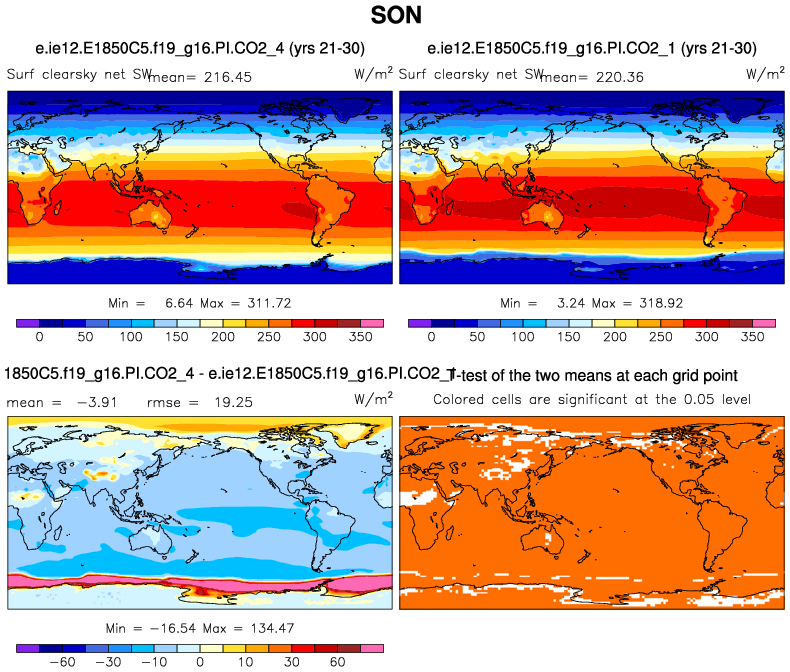 SON
e.ie12.E1850C5.f19_g16.PI.CO2_4 (yrs 21-30)
e.ie12.E1850C5.f19_g16.PI.CO2_1 (yrs 21-30)
Surf clearsky net SW mean= 216.45 W/m²
Surf clearsky net SW mean= 220.36 W/m²
Min = 6.64 Max = 311.72
Min = 3.24 Max = 318.92
0 50 100 150 200 250 300 350
0 50 100 150 200 250 300 350
1850C5.f19_g16.PI.CO2_4 - e.ie12.E1850C5.f19_g16.PI.CO2_1
T-test of the two means at each grid point
mean = -3.91 rmse = 19.25 W/m²
Colored cells are significant at the 0.05 level
Min = -16.54 Max = 134.47
-60 -30 -10 0 10 30 60